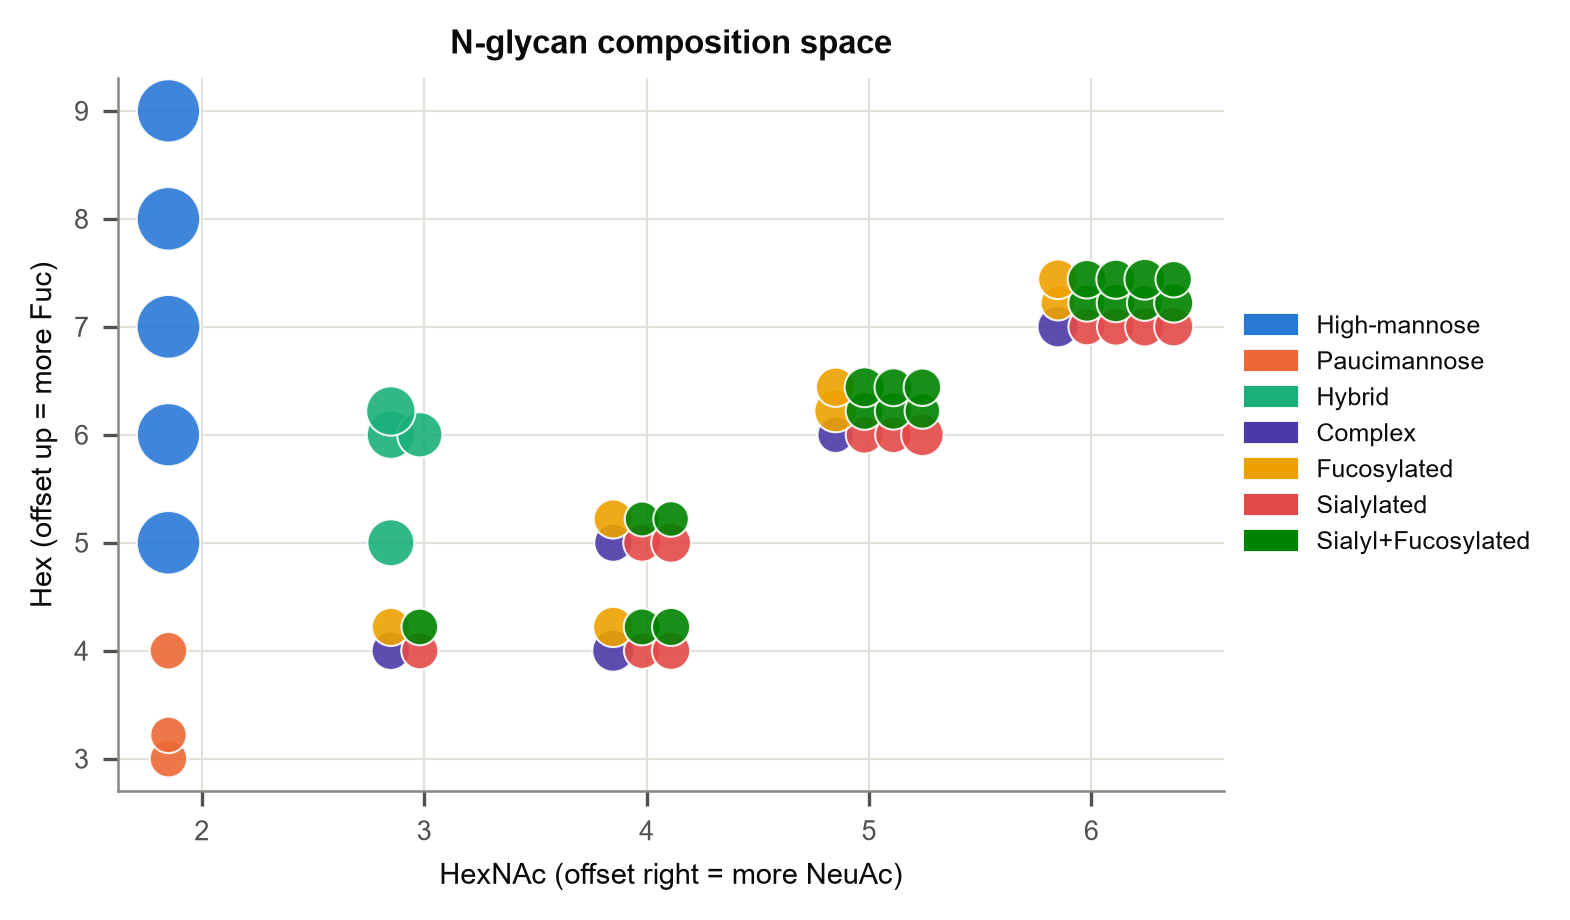 N-glycan composition space
9
8
7
6
5
4
3
Hex (offset up = more Fuc)
2 3 4 5 6
HexNAc (offset right = more NeuAc)
High-mannose
Paucimannose
Hybrid
Complex
Fucosylated
Sialylated
Sialyl+Fucosylated